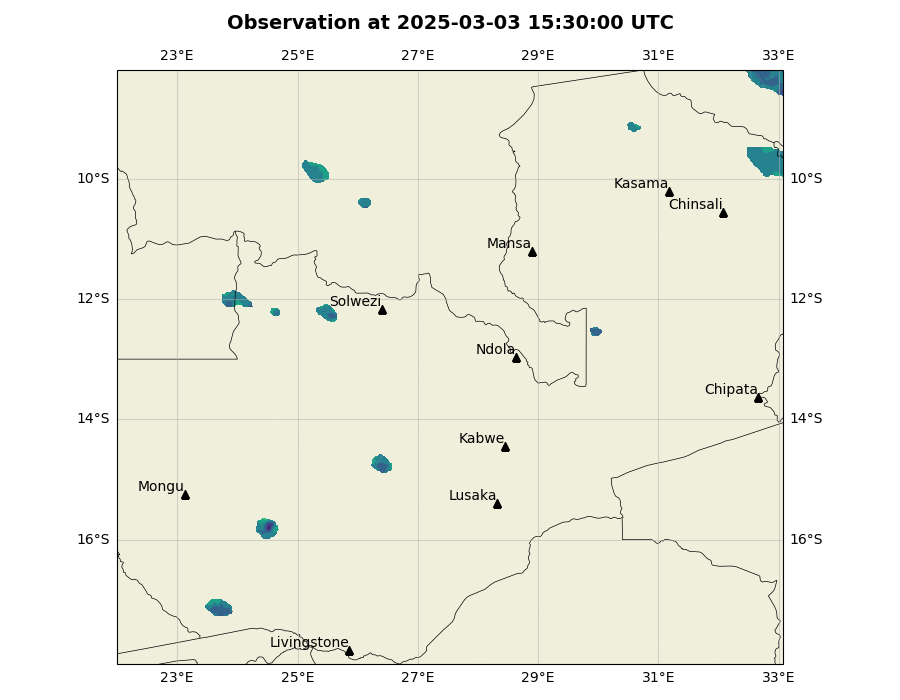 Observation at 2025-03-03 15:30:00 UTC
23°E 25°E 27°E 29°E 31°E 33°E
10°S 10°S
Kasama
Chinsali
Mansa
12°S 12°S
Solwezi
Ndola
Chipata
14°S 14°S
Kabwe
Mongu
Lusaka
16°S 16°S
Livingstone
23°E 25°E 27°E 29°E 31°E 33°E